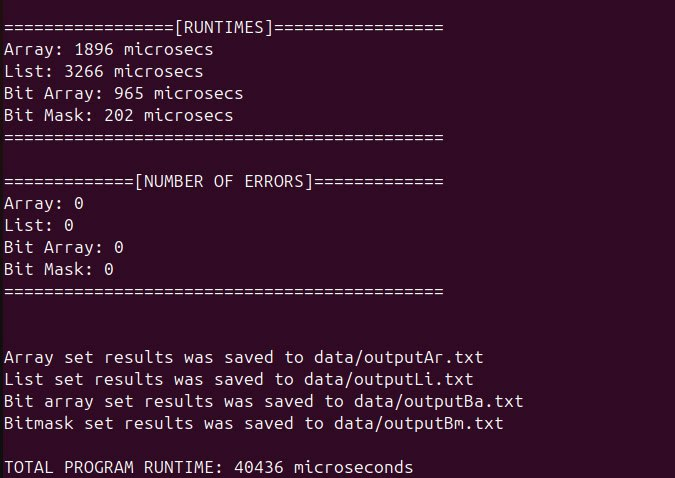 =================[RUNTIMES]=================
Array: 1896 microsecs
List: 3266 microsecs
Bit Array: 965 microsecs
Bit Mask: 202 microsecs
============================================
=============[NUMBER OF ERRORS]=============
Array: 0
List: 0
Bit Array: 0
Bit Mask: 0
============================================
Array set results was saved to data/outputAr.txt
List set results was saved to data/outputLi.txt
Bit array set results was saved to data/outputBa.txt
Bitmask set results was saved to data/outputBm.txt
TOTAL PROGRAM RUNTIME: 40436 microseconds